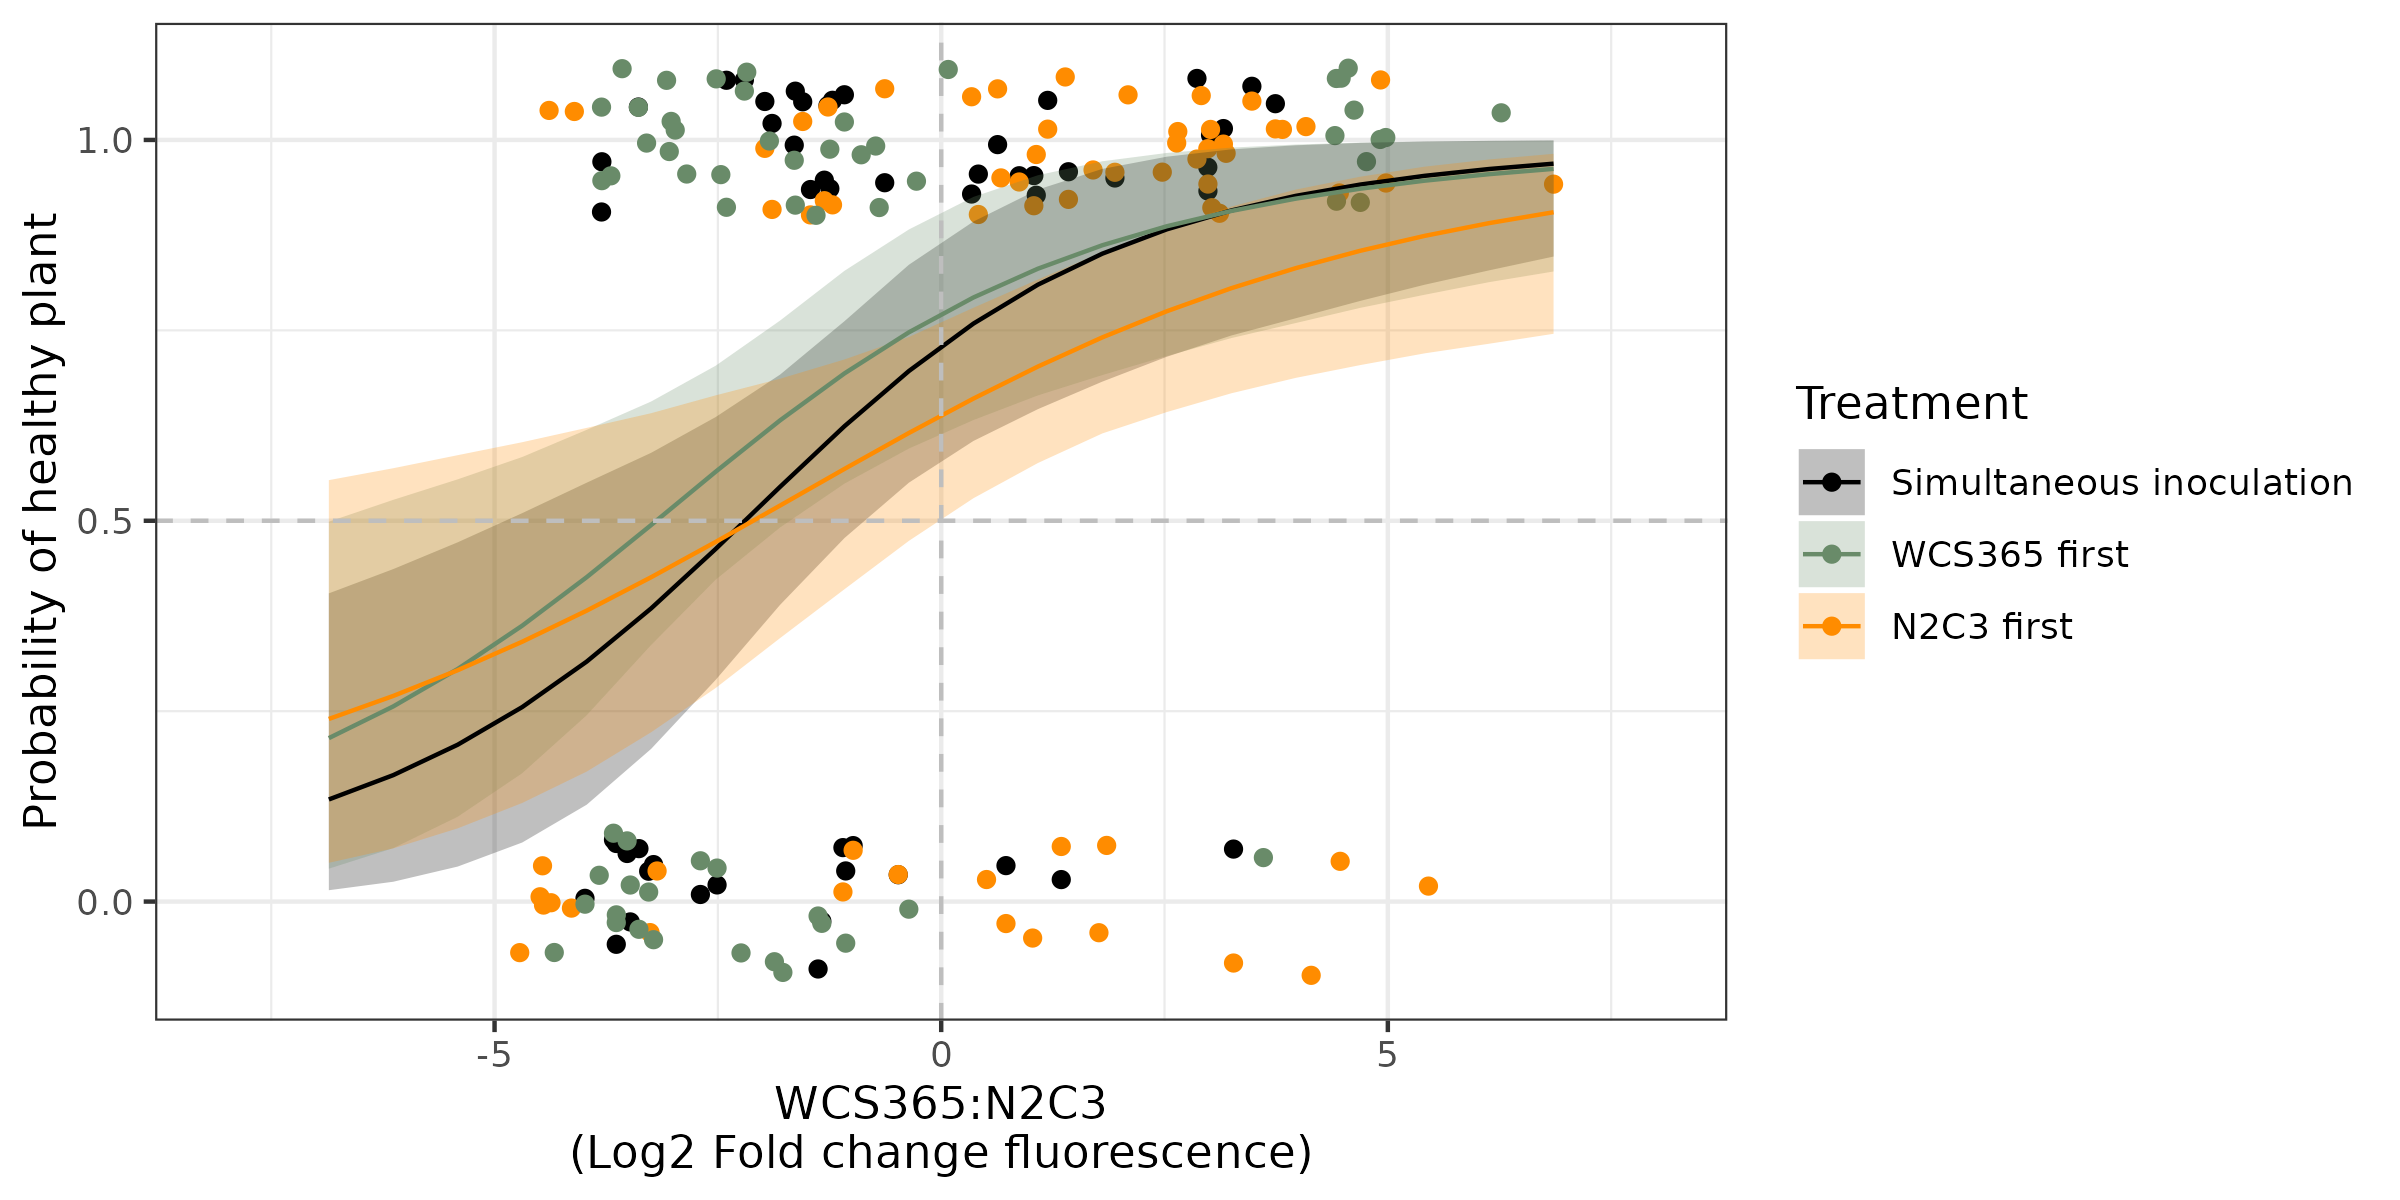 Probability of healthy plant
1.0
0.5
0.0
-5
0
5
WCS365:N2C3
(Log2 Fold change fluorescence)
Treatment
Simultaneous inoculation
WCS365 first
N2C3 first